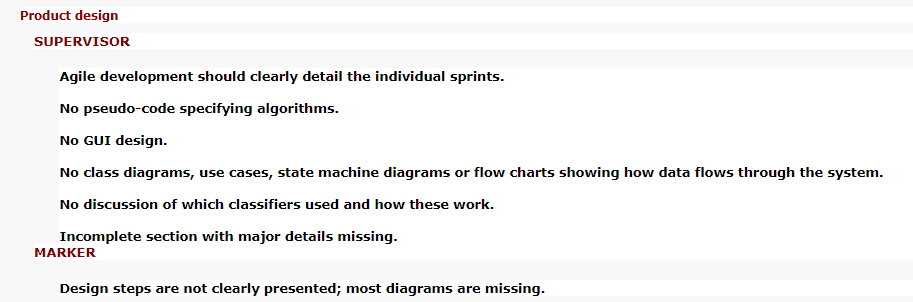 Product design
SUPERVISOR
Agile development should clearly detail the individual sprints.
No pseudo-code specifying algorithms.
No GUI design.
No class diagrams, use cases, state machine diagrams or flow charts showing how data flows through the system.
No discussion of which classifiers used and how these work.
Incomplete section with major details missing.
MARKER
Design steps are not clearly presented; most diagrams are missing.